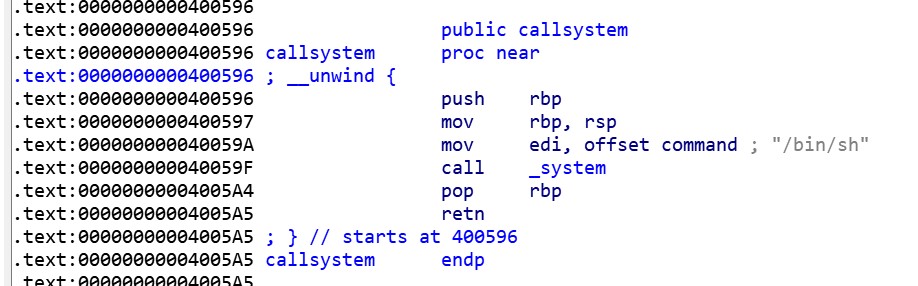 .text:0000000000400596
.text:0000000000400596 public callsystem
.text:0000000000400596 callsystem proc near
.text:0000000000400596 ; __unwind {
.text:0000000000400596 push rbp
.text:0000000000400597 mov rbp, rsp
.text:000000000040059A mov edi, offset command ; "/bin/sh"
.text:000000000040059F call _system
.text:00000000004005A4 pop rbp
.text:00000000004005A5 retn
.text:00000000004005A5 ; } // starts at 400596
.text:00000000004005A5 callsystem endp
.text:00000000004005A5